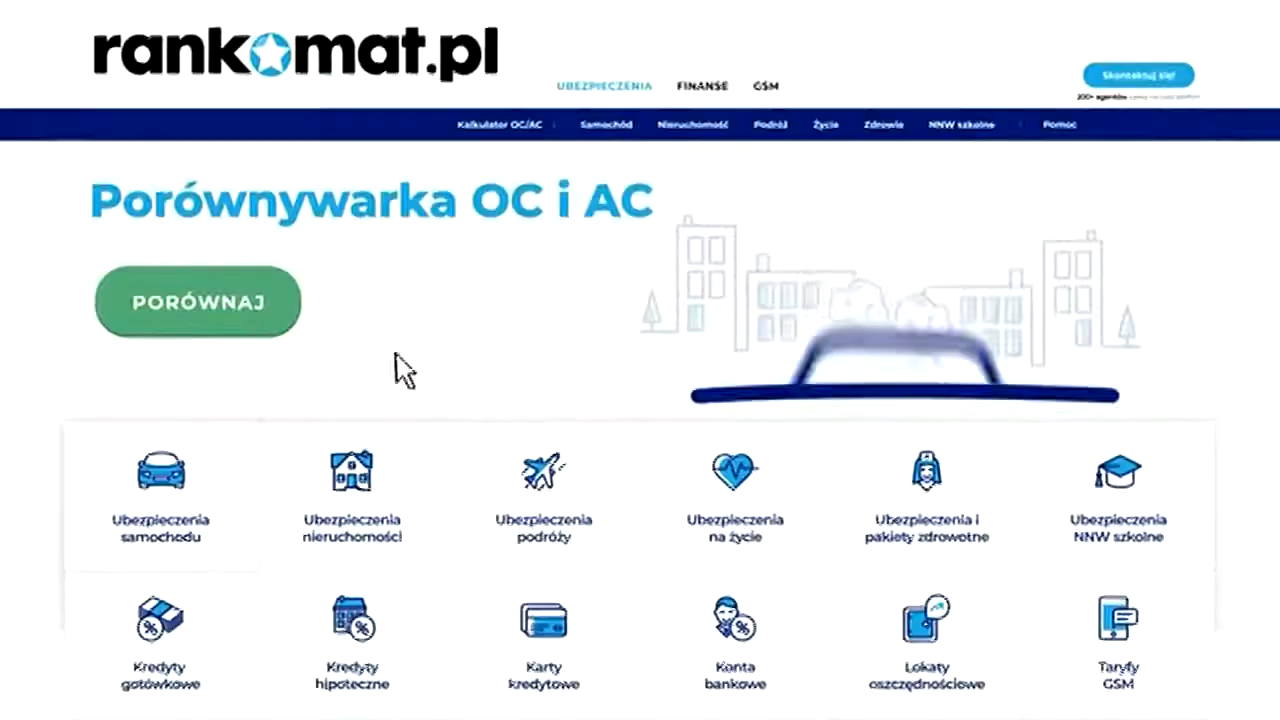 rankomat.pl
UBEZPIECZENIA FINANSE GSM
Skontaktuj się!
200+ agentów
Kalkulator OC/AC Samochód Nieruchomość Podróż Życie Zdrowie NNW szkolne Pomoc
Porównywarka OC i AC
PORÓWNAJ
Ubezpieczenia
samochodu
Ubezpieczenia
nieruchomości
Ubezpieczenia
podróży
Ubezpieczenia
na życie
Ubezpieczenia i
pakiety zdrowotne
Ubezpieczenia
NNW szkolne
Kredyty
gotówkowe
Kredyty
hipoteczne
Karty
kredytowe
Konta
bankowe
Lokaty
oszczędnościowe
Taryfy
GSM